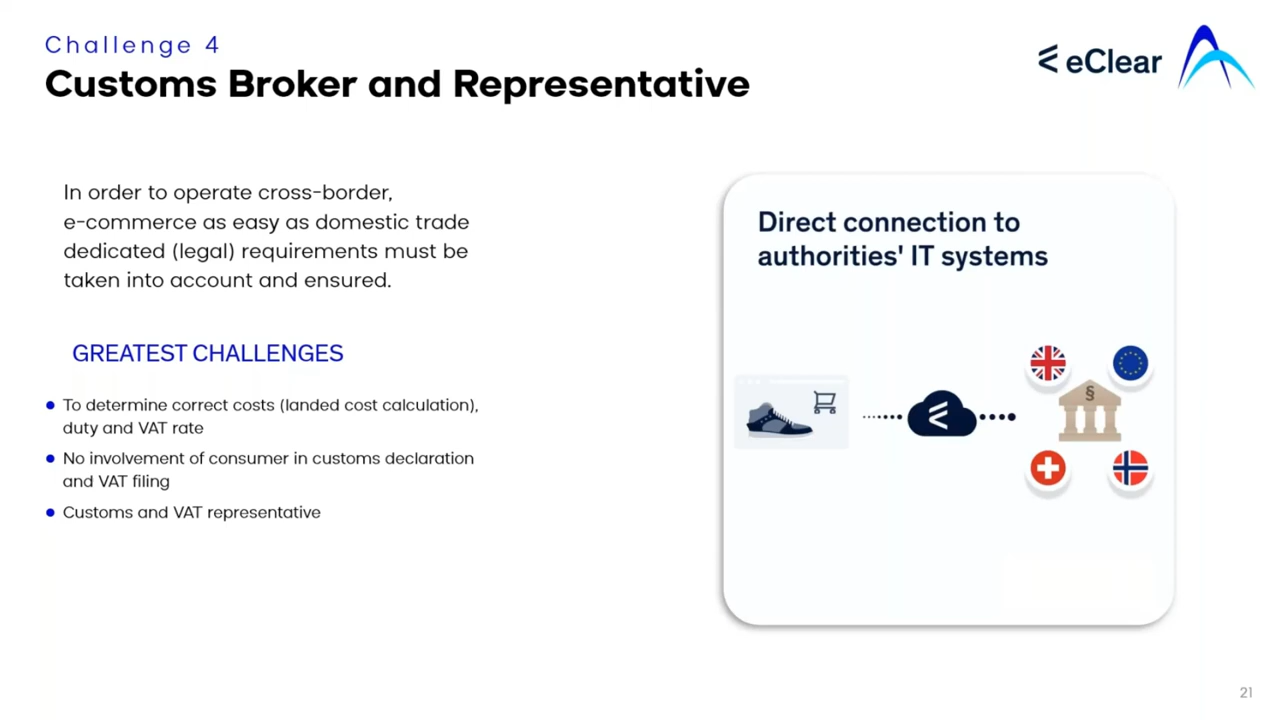 Challenge 4
Customs Broker and Representative
eClear
In order to operate cross-border,
e-commerce as easy as domestic trade
dedicated (legal) requirements must be
taken into account and ensured.
GREATEST CHALLENGES
• To determine correct costs (landed cost calculation),
duty and VAT rate
• No involvement of consumer in customs declaration
and VAT filing
• Customs and VAT representative
Direct connection to
authorities' IT systems
§
21